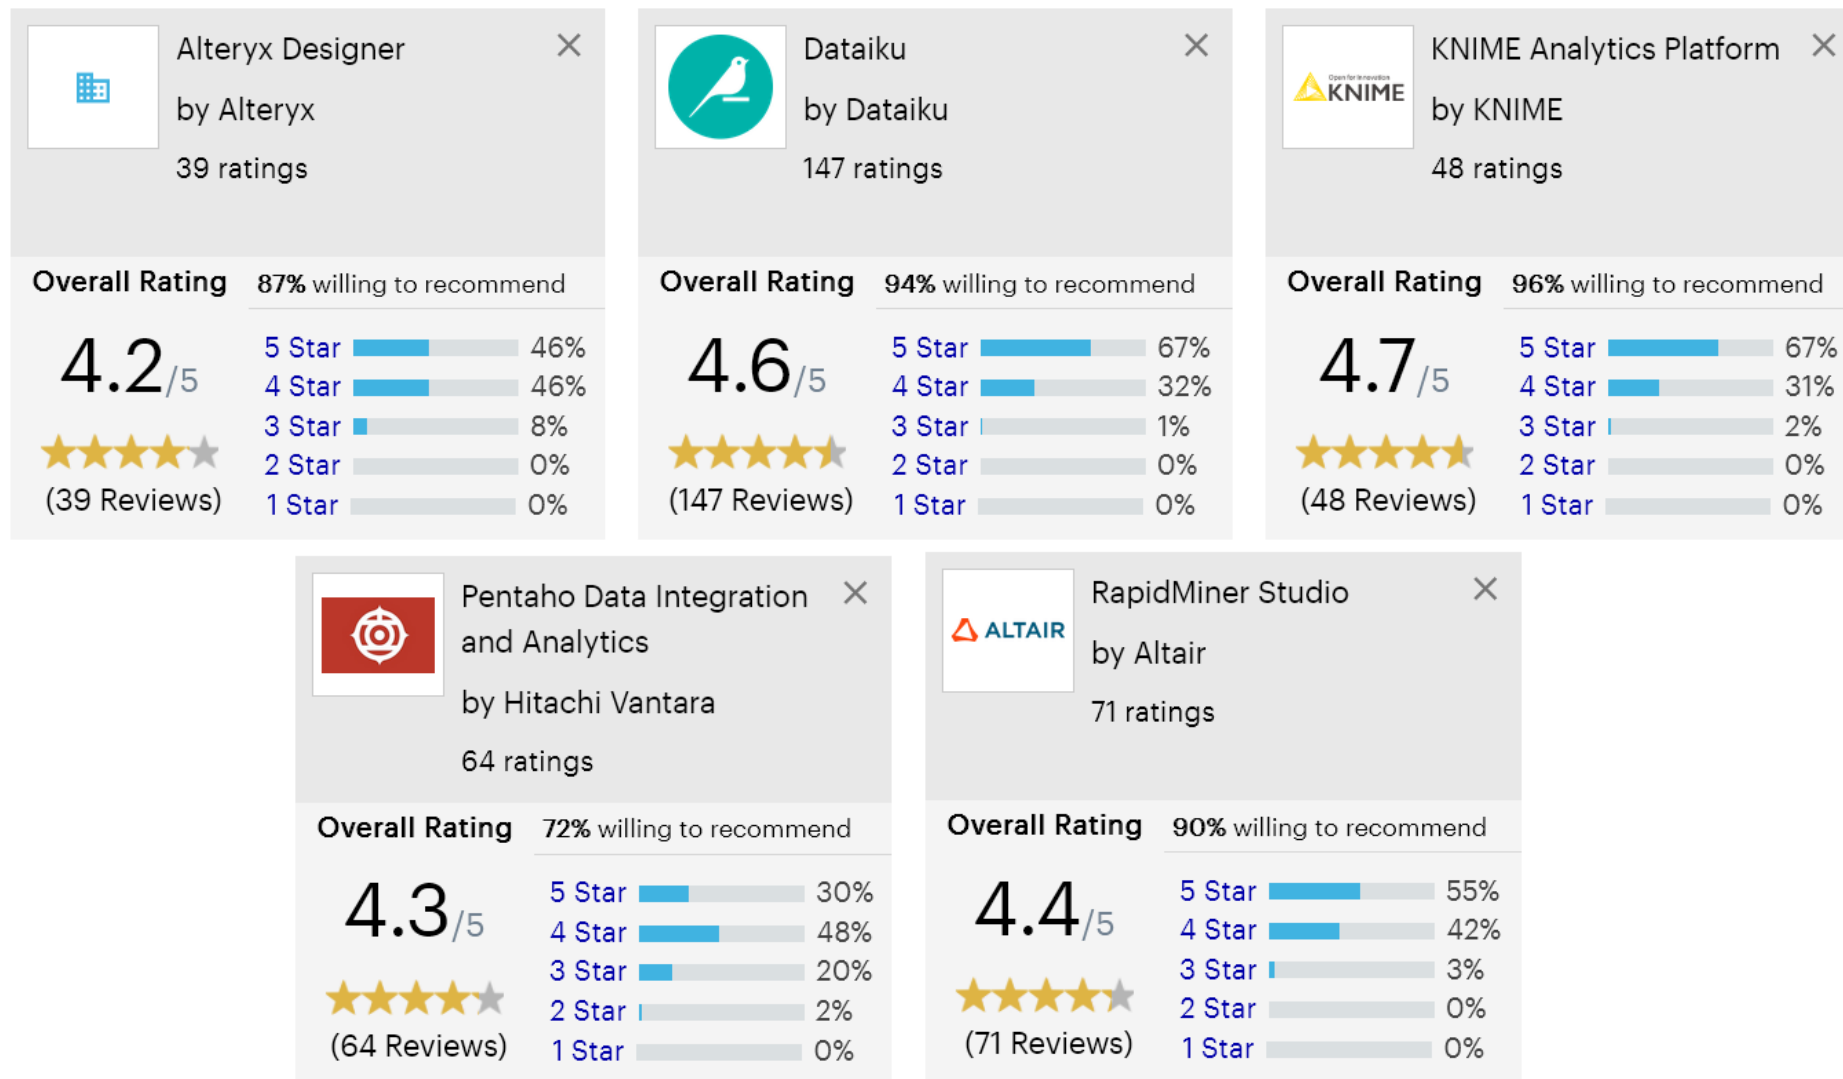 Alteryx Designer
by Alteryx
39 ratings
Overall Rating
87% willing to recommend
4.2/5
(39 Reviews)
5 Star 46%
4 Star 46%
3 Star 8%
2 Star 0%
1 Star 0%
Dataiku
by Dataiku
147 ratings
Overall Rating
94% willing to recommend
4.6/5
(147 Reviews)
5 Star 67%
4 Star 32%
3 Star 1%
2 Star 0%
1 Star 0%
Open for Innovation
KNIME
KNIME Analytics Platform
by KNIME
48 ratings
Overall Rating
96% willing to recommend
4.7/5
(48 Reviews)
5 Star 67%
4 Star 31%
3 Star 2%
2 Star 0%
1 Star 0%
Pentaho Data Integration
and Analytics
by Hitachi Vantara
64 ratings
Overall Rating
72% willing to recommend
4.3/5
(64 Reviews)
5 Star 30%
4 Star 48%
3 Star 20%
2 Star 2%
1 Star 0%
ALTAIR
RapidMiner Studio
by Altair
71 ratings
Overall Rating
90% willing to recommend
4.4/5
(71 Reviews)
5 Star 55%
4 Star 42%
3 Star 3%
2 Star 0%
1 Star 0%